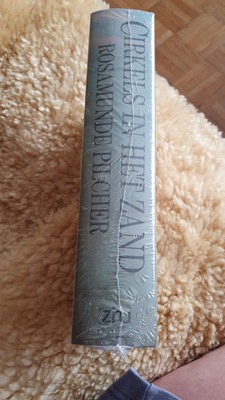 CIRKELS IN HET ZAND
ROSAMUNDE PILCHER